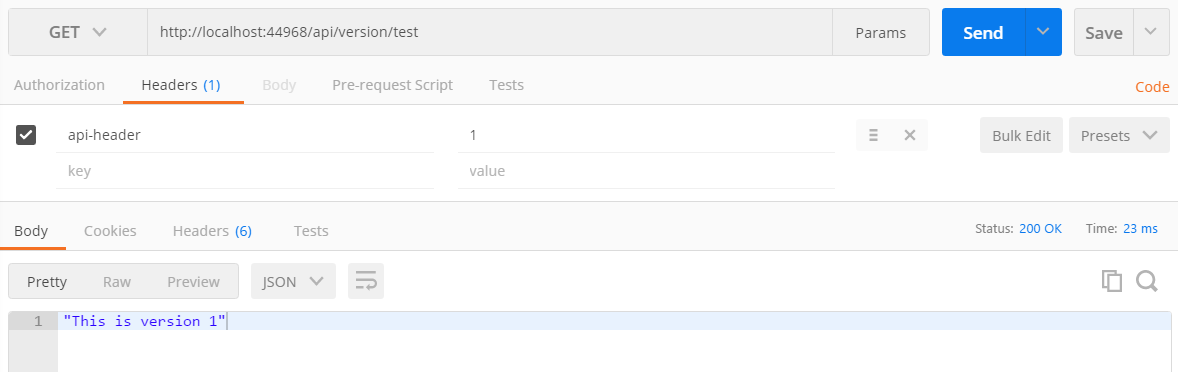 GET http://localhost:44968/api/version/test Params Send Save
Authorization Headers (1) Body Pre-request Script Tests Code
api-header 1 Bulk Edit Presets
key value
Body Cookies Headers (6) Tests Status: 200 OK Time: 23 ms
Pretty Raw Preview JSON
1 "This is version 1"